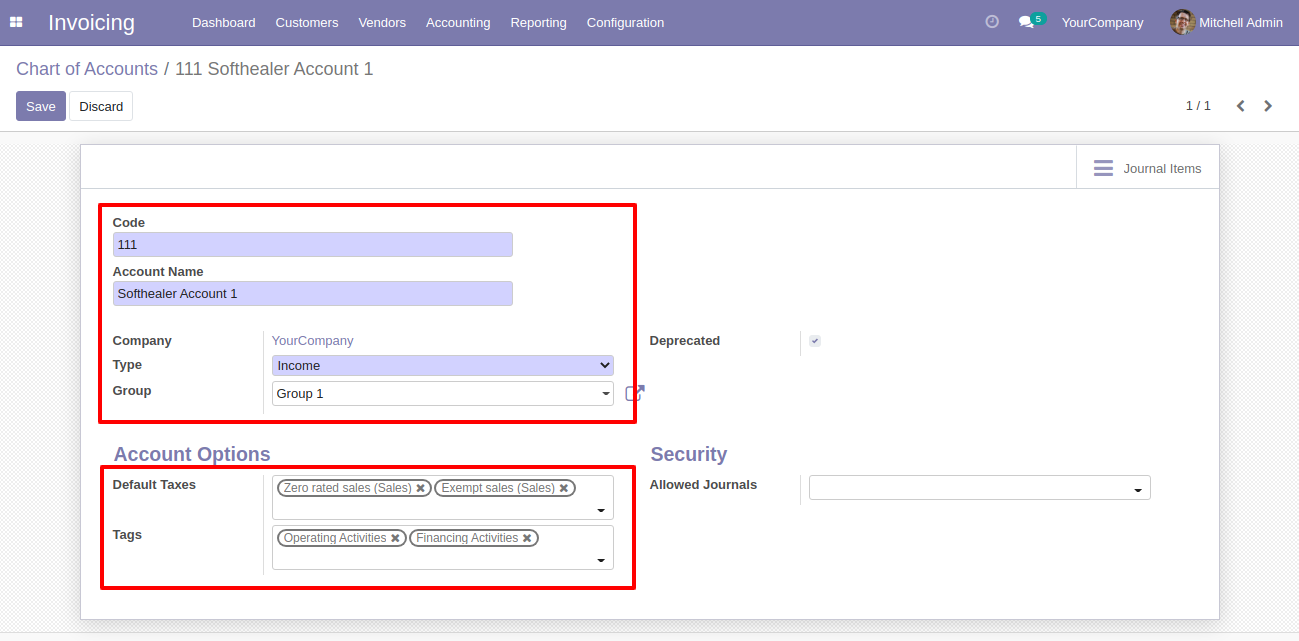 Invoicing Dashboard Customers Vendors Accounting Reporting Configuration 5 YourCompany Mitchell Admin
Chart of Accounts / 111 Softhealer Account 1
Save Discard 1 / 1
Journal Items
Code
111
Account Name
Softhealer Account 1
Company YourCompany Deprecated
Type Income
Group Group 1
Account Options Security
Default Taxes Zero rated sales (Sales) Exempt sales (Sales) Allowed Journals
Tags Operating Activities Financing Activities